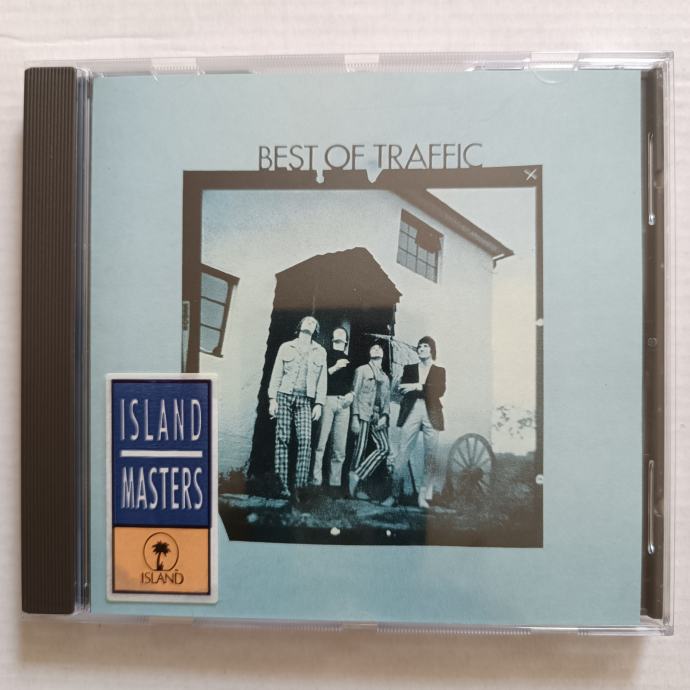 BEST OF TRAFFIC
ISLAND
MASTERS
ISLAND